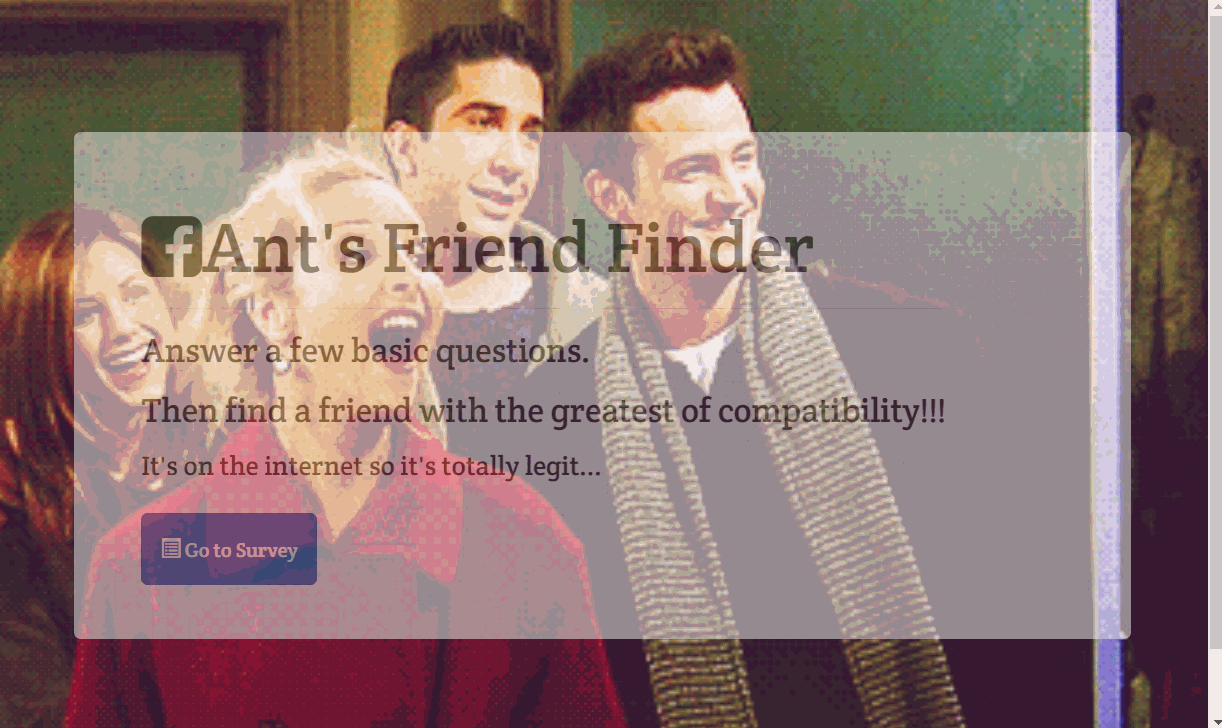 Ant's Friend Finder
Answer a few basic questions.
Then find a friend with the greatest of compatibility!!!
It's on the internet so it's totally legit...
Go to Survey